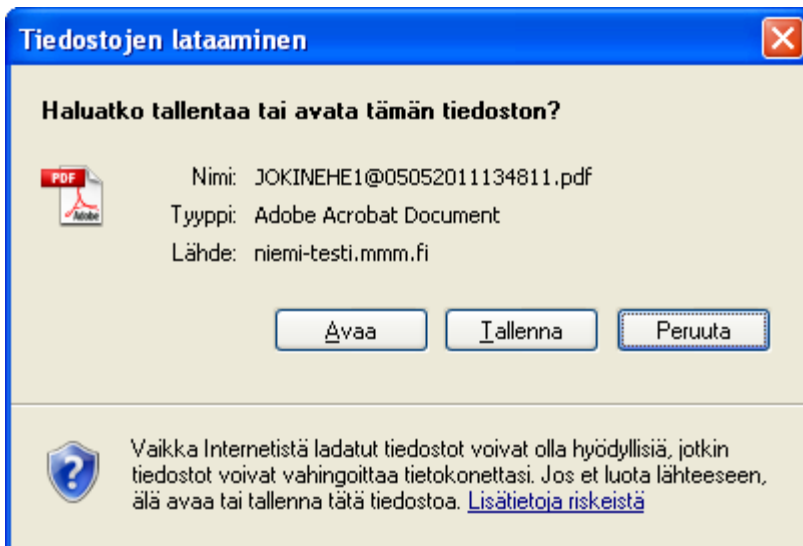 Tiedostojen lataaminen
Haluatko tallentaa tai avata tämän tiedoston?
PDF
Adobe
Nimi: JOKINEHE1@05052011134811.pdf
Tyyppi: Adobe Acrobat Document
Lähde: niemi-testi.mmm.fi
Avaa Tallenna Peruuta
Vaikka Internetistä ladatut tiedostot voivat olla hyödyllisiä, jotkin
tiedostot voivat vahingoittaa tietokonettasi. Jos et luota lähteeseen,
älä avaa tai tallenna tätä tiedostoa. Lisätietoja riskeistä